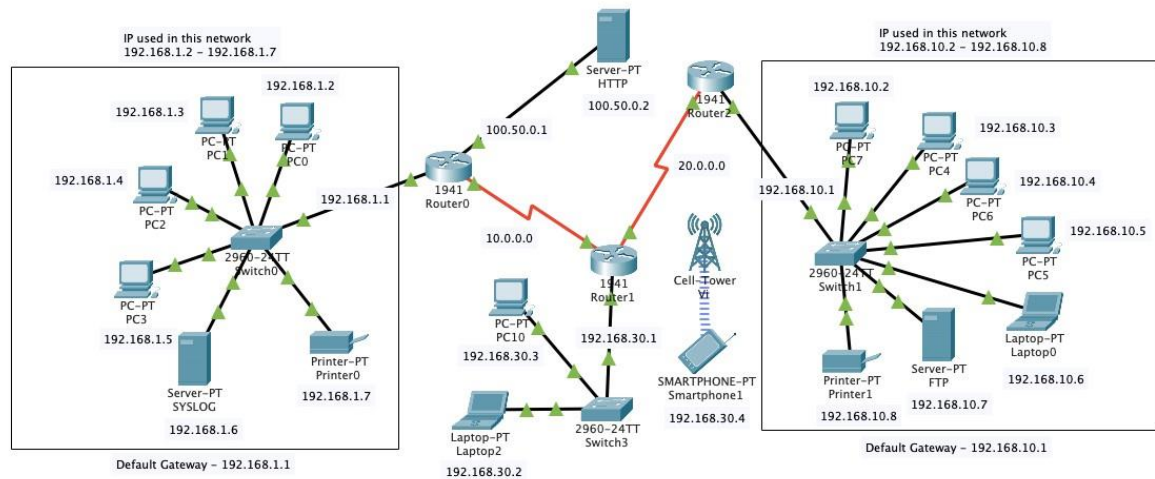 IP used in this network
192.168.1.2 - 192.168.1.7
192.168.1.2
192.168.1.3
PC-PT
PC1
PC-PT
PC0
192.168.1.4
PC-PT
PC2
192.168.1.1
2960-24TT
Switch0
PC-PT
PC3
192.168.1.5
Server-PT
SYSLOG
192.168.1.6
Printer-PT
Printer0
192.168.1.7
Default Gateway - 192.168.1.1
Server-PT
HTTP
100.50.0.2
100.50.0.1
1941
Router0
10.0.0.0
1941
Router2
20.0.0.0
1941
Router1
Cell-Tower
PC-PT
PC10
192.168.30.3
192.168.30.1
SMARTPHONE-PT
Smartphone1
192.168.30.4
Laptop-PT
Laptop2
192.168.30.2
2960-24TT
Switch3
IP used in this network
192.168.10.2 - 192.168.10.8
192.168.10.2
PC-PT
PC7
192.168.10.3
PC-PT
PC4
192.168.10.1
192.168.10.4
PC-PT
PC6
192.168.10.5
PC-PT
PC5
2960-24TT
Switch1
Laptop-PT
Laptop0
192.168.10.6
Server-PT
FTP
192.168.10.7
Printer-PT
Printer1
192.168.10.8
Default Gateway - 192.168.10.1